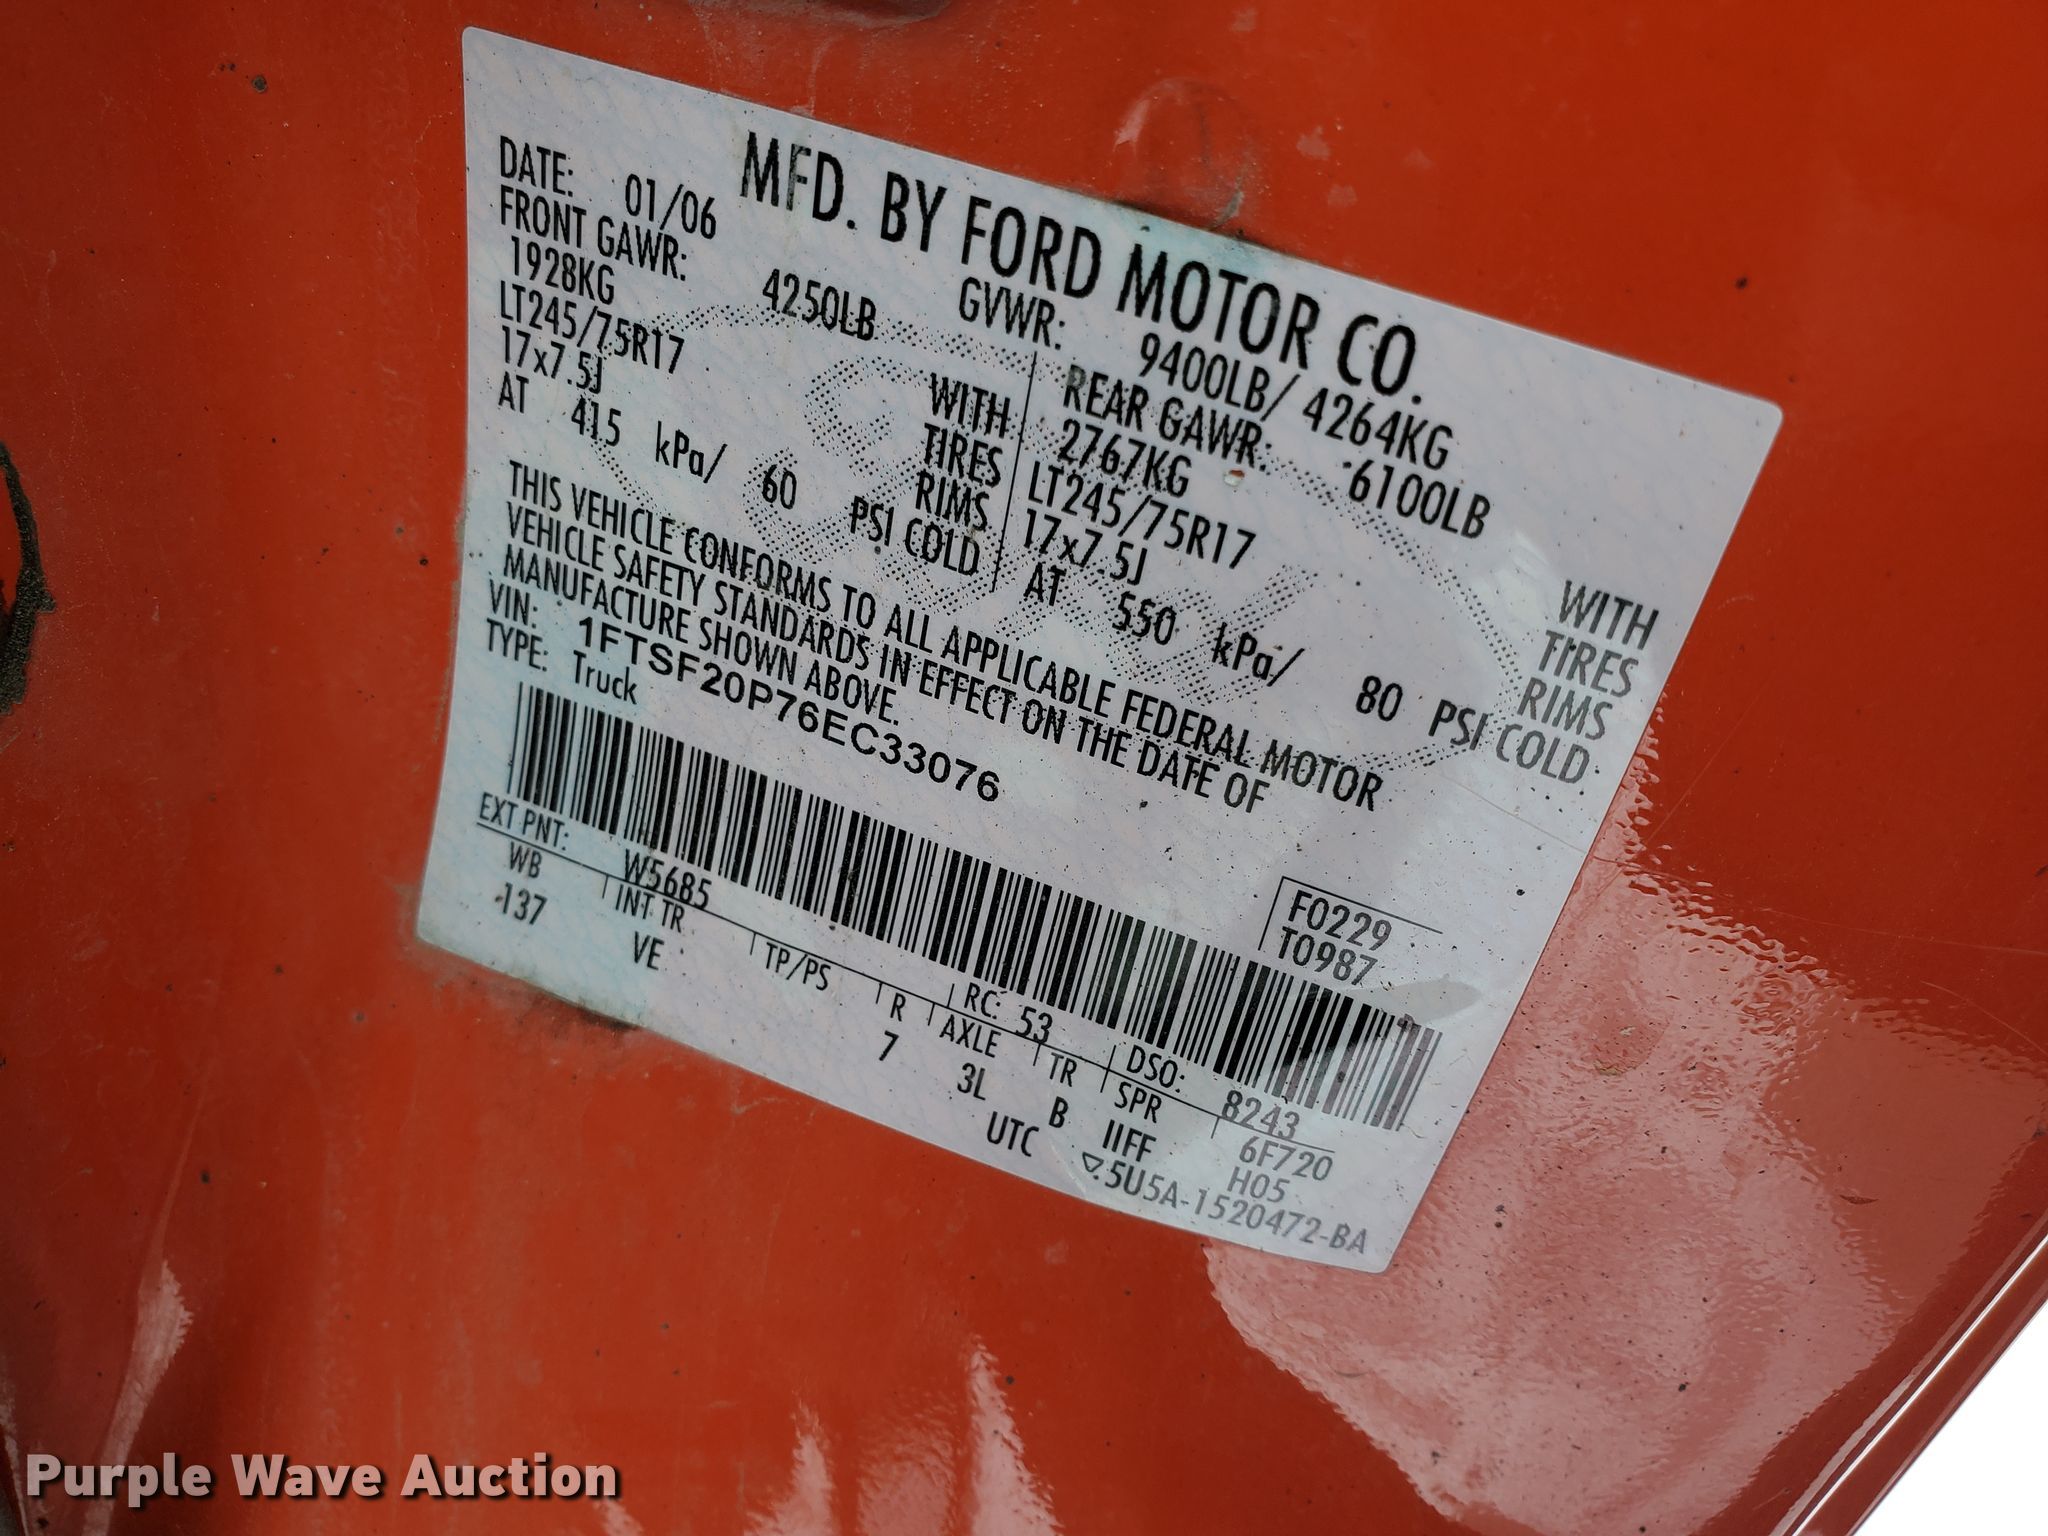 MFD. BY FORD MOTOR CO.
DATE: 01/06 GVWR: 9400LB/ 4264KG
FRONT GAWR: 4250LB REAR GAWR: 6100LB
1928KG WITH 2767KG WITH
LT245/75R17 TIRES LT245/75R17 TIRES
17x7.5J RIMS 17x7.5J RIMS
AT 415 kPa/ 60 PSI COLD AT 550 kPa/ 80 PSI COLD
THIS VEHICLE CONFORMS TO ALL APPLICABLE FEDERAL MOTOR
VEHICLE SAFETY STANDARDS IN EFFECT ON THE DATE OF
MANUFACTURE SHOWN ABOVE.
VIN: 1FTSF20P76EC33076
TYPE: Truck
F0229
T0987
EXT PNT: W5685 RC: 53 DSO: 8243
WB INT TR TP/PS R AXLE TR SPR 6F720
137 VE 7 3L B IIFF H05
UTC ▽.5U5A-1520472-BA
Purple Wave Auction